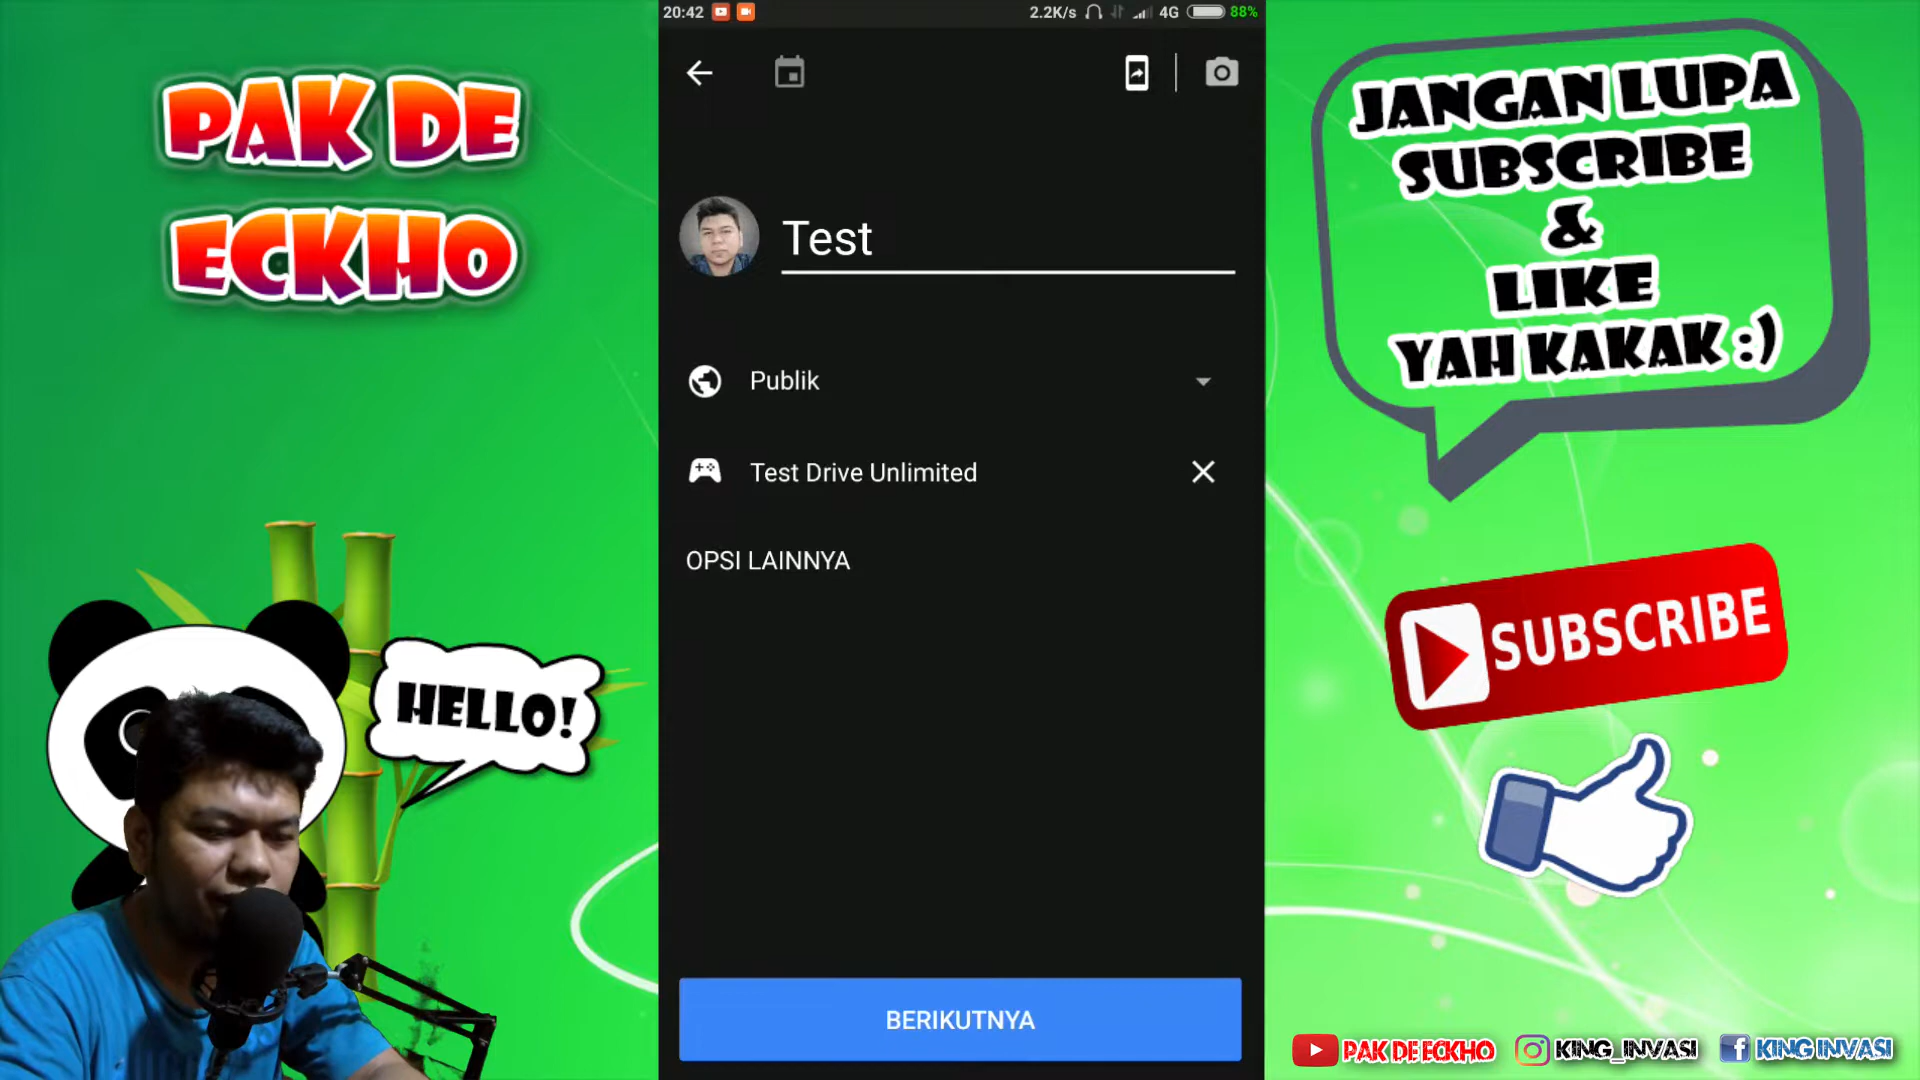 PAK DE
ECKHO
HELLO!
20:42
2.2K/s 4G 88%
Test
Publik
Test Drive Unlimited
OPSI LAINNYA
BERIKUTNYA
JANGAN LUPA
SUBSCRIBE
&
LIKE
YAH KAKAK :)
SUBSCRIBE
PAK DE ECKHO KING_INVASI KING INVASI